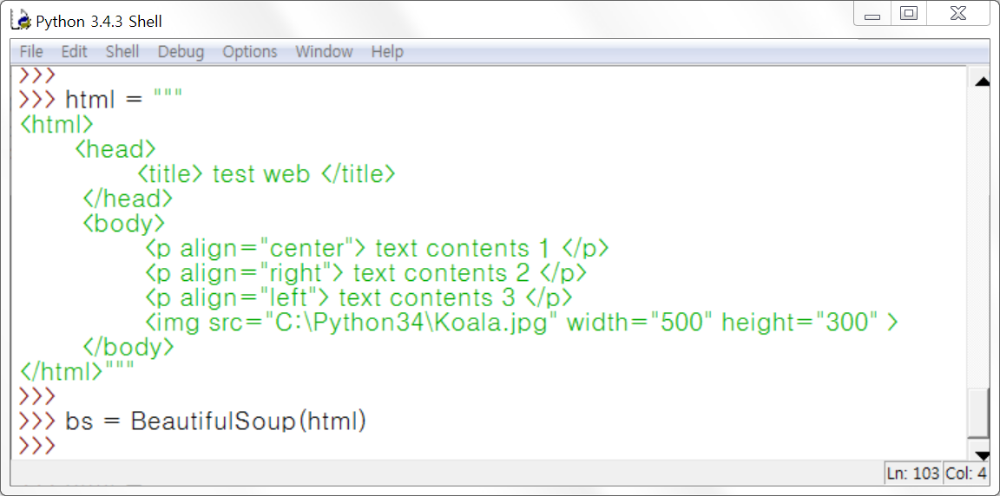 Python 3.4.3 Shell
File Edit Shell Debug Options Window Help
>>>
>>> html = """
<html>
<head>
<title> test web </title>
</head>
<body>
<p align="center"> text contents 1 </p>
<p align="right"> text contents 2 </p>
<p align="left"> text contents 3 </p>
<img src="C:\Python34\Koala.jpg" width="500" height="300" >
</body>
</html>"""
>>>
>>> bs = BeautifulSoup(html)
>>>
Ln: 103 Col: 4